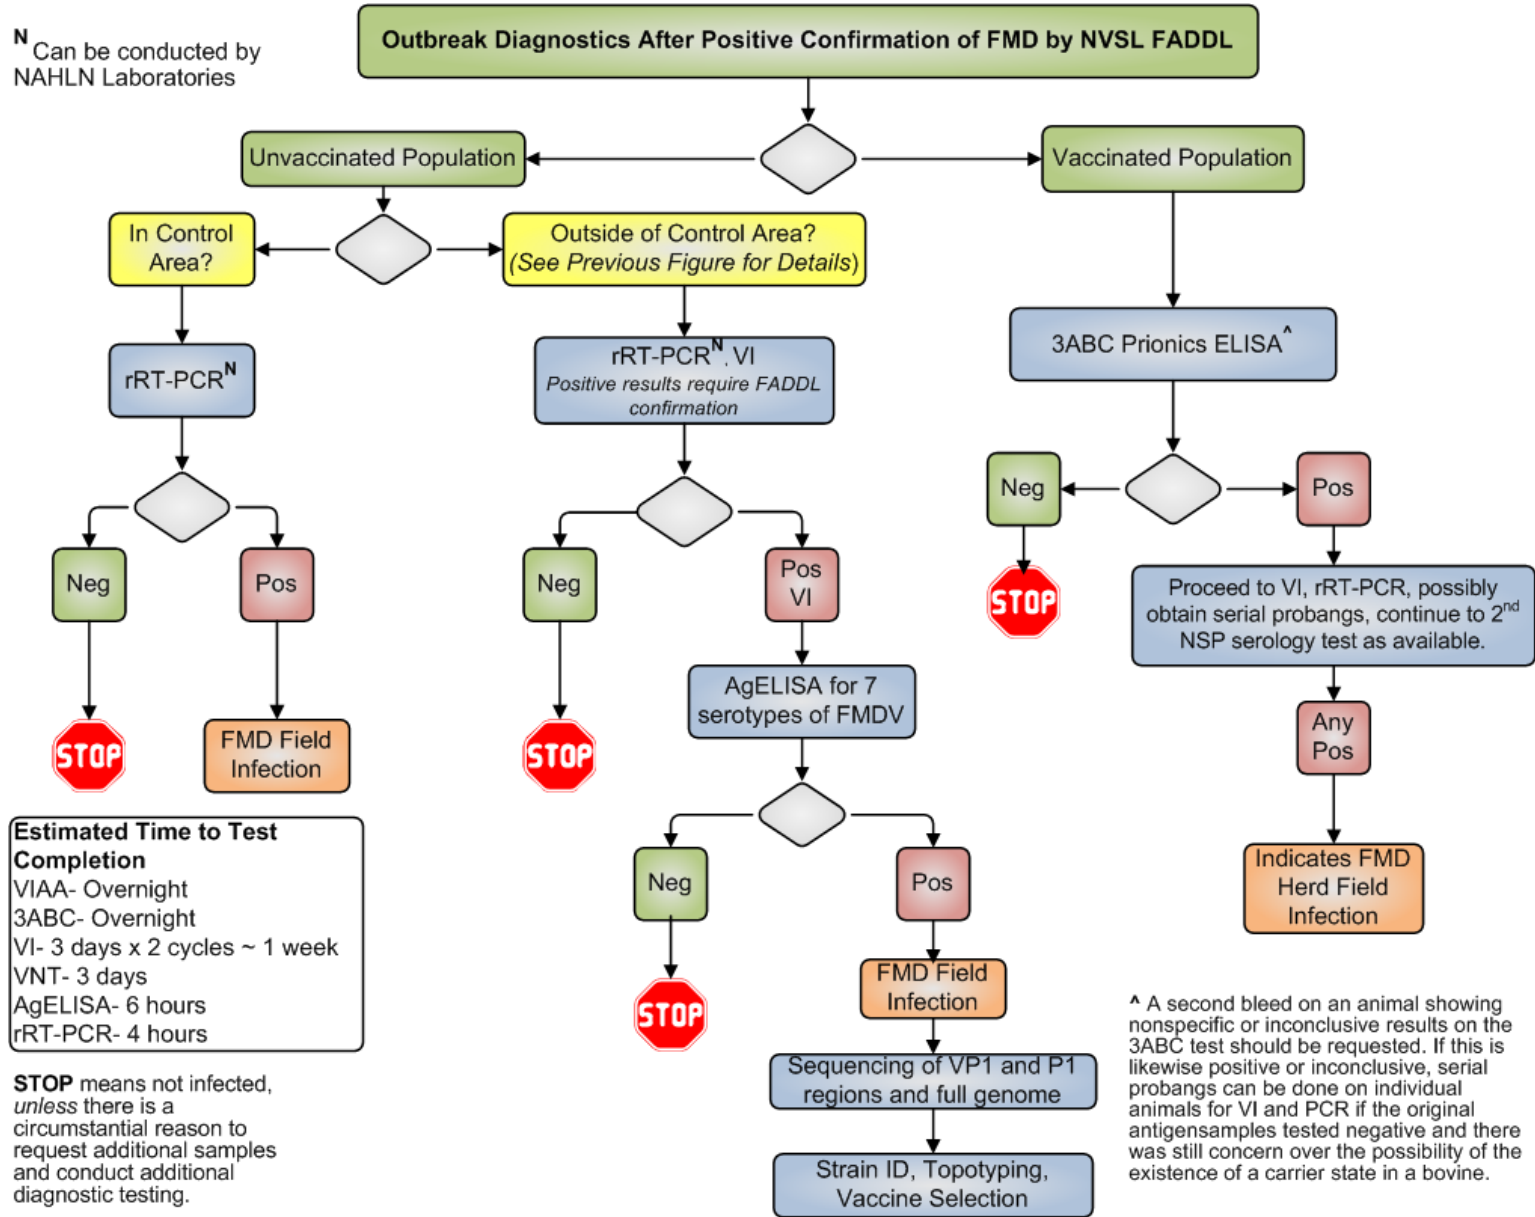 N Can be conducted by
NAHLN Laboratories
Outbreak Diagnostics After Positive Confirmation of FMD by NVSL FADDL
Unvaccinated Population
Vaccinated Population
In Control
Area?
Outside of Control Area?
(See Previous Figure for Details)
rRT-PCR N
rRT-PCR N, VI
Positive results require FADDL
confirmation
3ABC Prionics ELISA ^
Neg
Pos
Neg
Pos
VI
Neg
Pos
STOP
Proceed to VI, rRT-PCR, possibly
obtain serial probangs, continue to 2nd
NSP serology test as available.
AgELISA for 7
serotypes of FMDV
STOP
FMD Field
Infection
STOP
Any
Pos
Neg
Pos
Indicates FMD
Herd Field
Infection
STOP
FMD Field
Infection
Sequencing of VP1 and P1
regions and full genome
Strain ID, Topotyping,
Vaccine Selection
Estimated Time to Test
Completion
VIAA- Overnight
3ABC- Overnight
VI- 3 days x 2 cycles ~ 1 week
VNT- 3 days
AgELISA- 6 hours
rRT-PCR- 4 hours
STOP means not infected,
unless there is a
circumstantial reason to
request additional samples
and conduct additional
diagnostic testing.
^ A second bleed on an animal showing
nonspecific or inconclusive results on the
3ABC test should be requested. If this is
likewise positive or inconclusive, serial
probangs can be done on individual
animals for VI and PCR if the original
antigensamples tested negative and there
was still concern over the possibility of the
existence of a carrier state in a bovine.